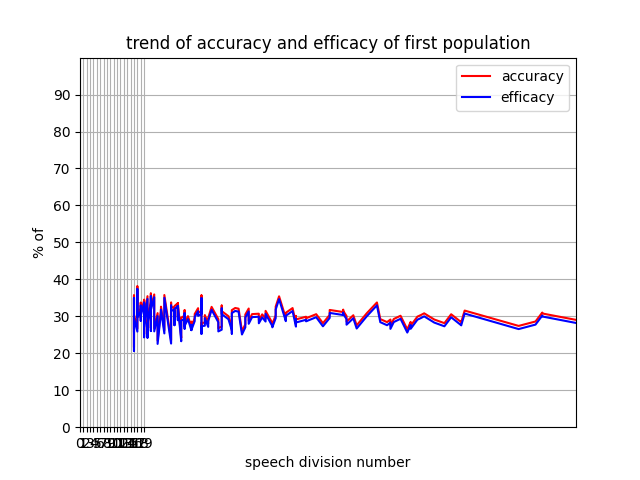 trend of accuracy and efficacy of first population
accuracy
efficacy
90
80
70
60
50
40
30
20
10
0
% of
speech division number